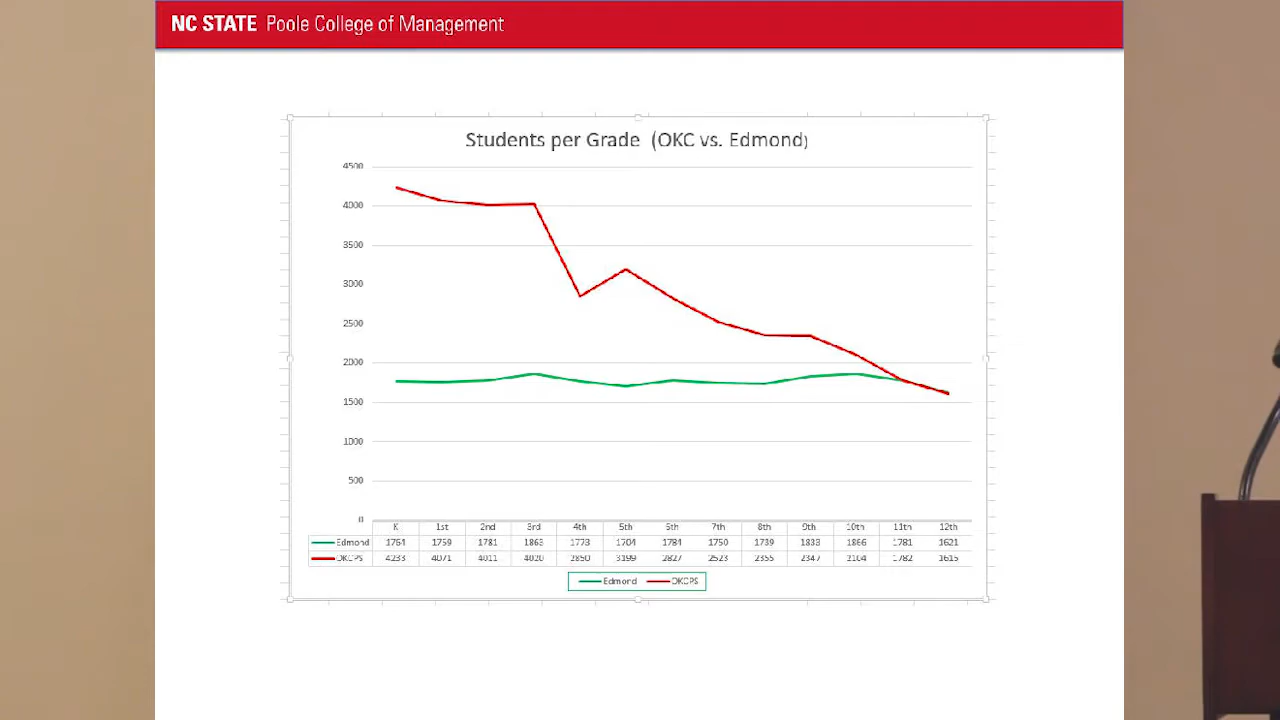 NC STATE Poole College of Management
Students per Grade (OKC vs. Edmond)
4500
4000
3500
3000
2500
2000
1500
1000
500
0
K 1st 2nd 3rd 4th 5th 6th 7th 8th 9th 10th 11th 12th
Edmond 1764 1759 1781 1863 1773 1704 1784 1750 1739 1833 1866 1781 1621
OKCPS 4233 4071 4011 4020 2850 3199 2827 2523 2355 2347 2104 1782 1615
Edmond OKCPS